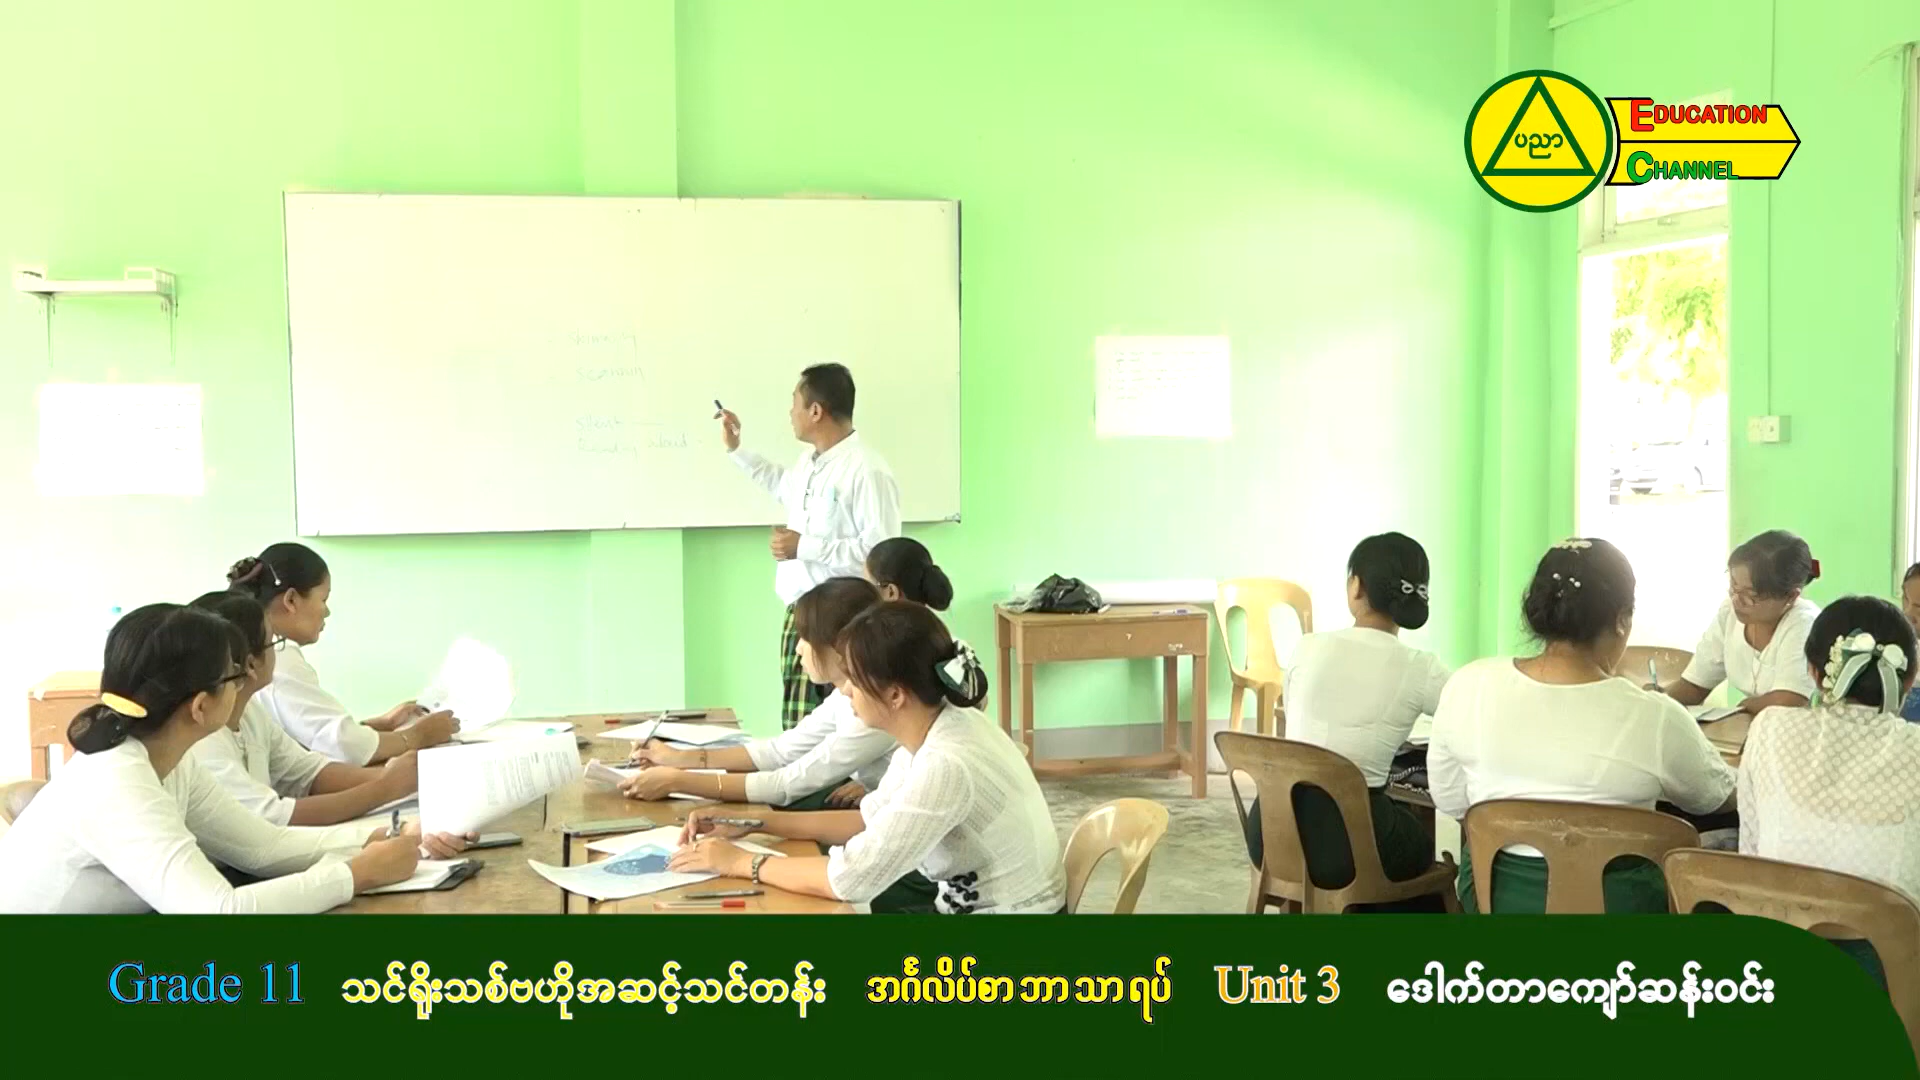 ပညာ
EDUCATION
CHANNEL
silent
Grade 11 သင်ရိုးသစ်ဗဟိုအဆင့်သင်တန်း အင်္ဂလိပ်စာဘာသာရပ် Unit 3 ဒေါက်တာကျော်ဆန်းဝင်း